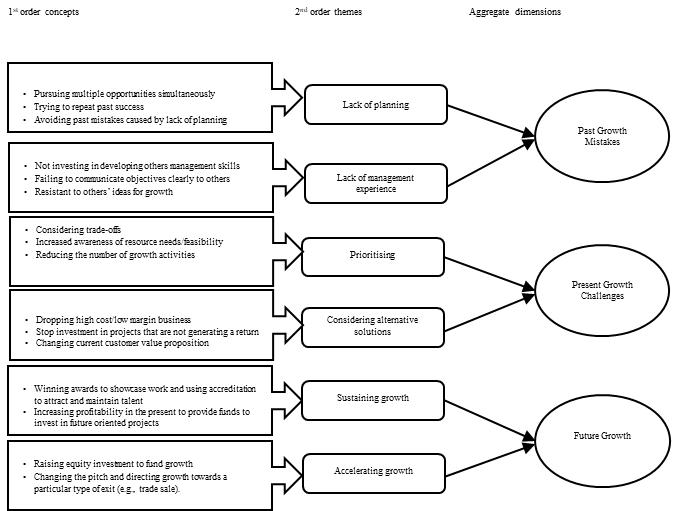 1st order concepts
2nd order themes
Aggregate dimensions
• Pursuing multiple opportunities simultaneously
• Trying to repeat past success
• Avoiding past mistakes caused by lack of planning
Lack of planning
Past Growth
Mistakes
• Not investing in developing others management skills
• Failing to communicate objectives clearly to others
• Resistant to others' ideas for growth
Lack of management
experience
• Considering trade-offs
• Increased awareness of resource needs/feasibility
• Reducing the number of growth activities
Prioritising
Present Growth
Challenges
• Dropping high cost/low margin business
• Stop investment in projects that are not generating a return
• Changing current customer value proposition
Considering alternative
solutions
• Winning awards to showcase work and using accreditation
to attract and maintain talent
• Increasing profitability in the present to provide funds to
invest in future oriented projects
Sustaining growth
Future Growth
• Raising equity investment to fund growth
• Changing the pitch and directing growth towards a
particular type of exit (e.g., trade sale).
Accelerating growth